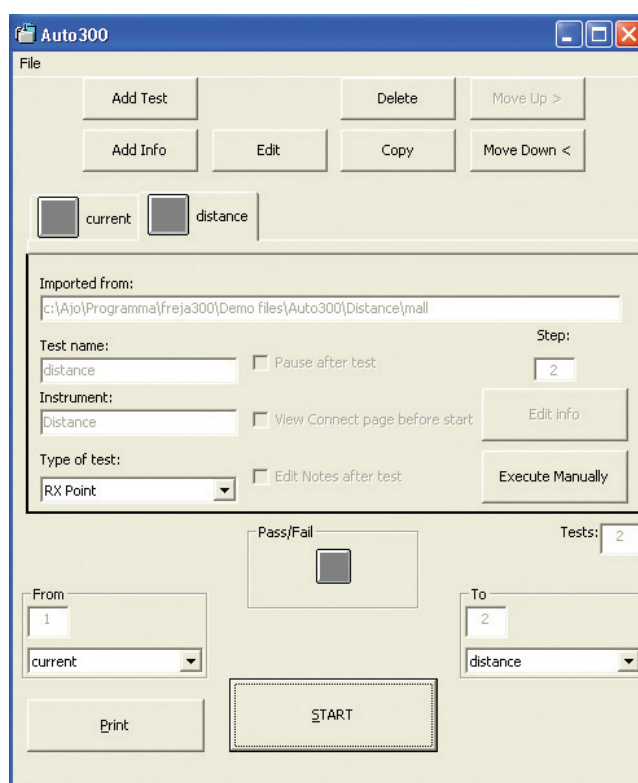 Auto300
File
Add Test
Delete
Move Up >
Add Info
Edit
Copy
Move Down <
current
distance
Imported from:
c:\Ajo\Programma\freja300\Demo files\Auto300\Distance\mall
Test name:
Step:
distance
Pause after test
2
Instrument:
Distance
View Connect page before start
Edit info
Type of test:
RX Point
Edit Notes after test
Execute Manually
Pass/Fail
Tests: 2
From
1
current
To
2
distance
Print
START